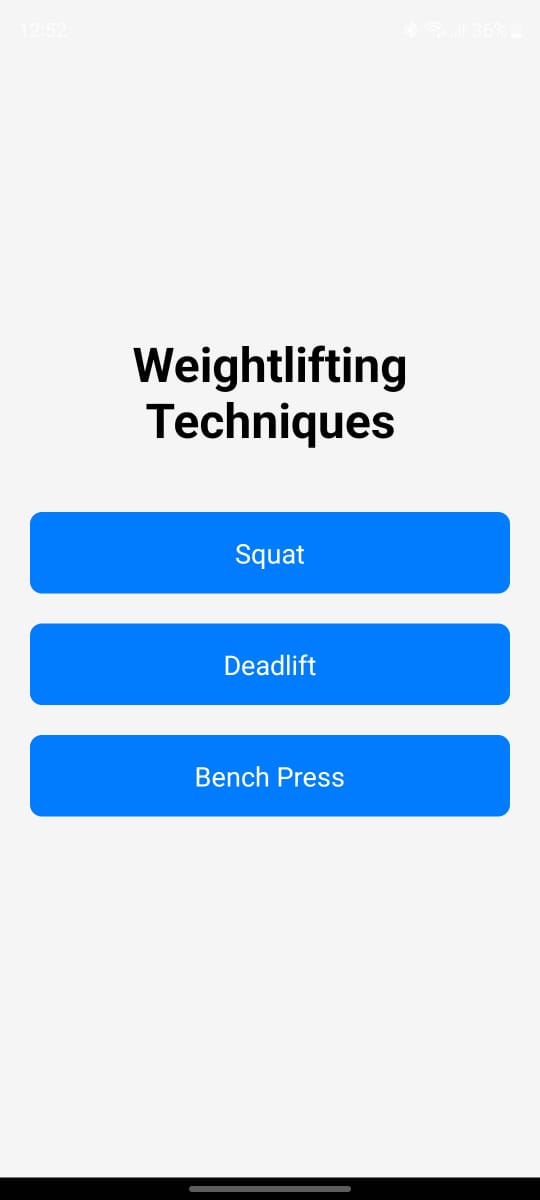 12:52 36%
Weightlifting
Techniques
Squat
Deadlift
Bench Press